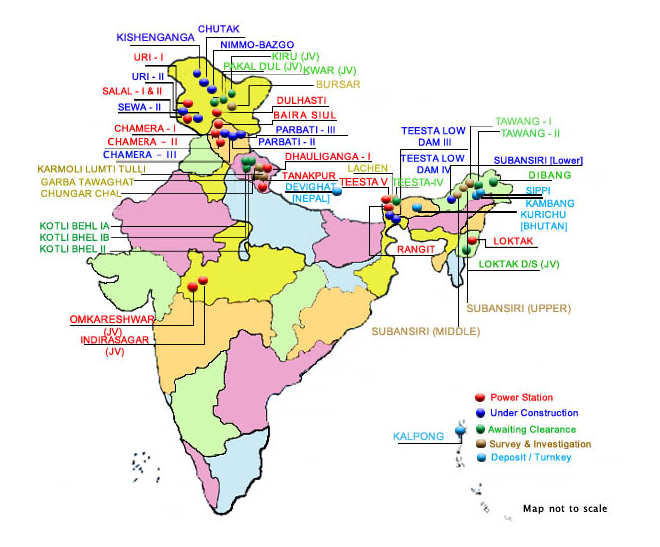 CHUTAK
KISHENGANGA
NIMMO-BAZGO
KIRU (JV)
URI - I
PAKAL DUL (JV)
KWAR (JV)
URI - II
BURSAR
SALAL - I & II
DULHASTI
SEWA - II
BAIRA SIUL
CHAMERA - I
PARBATI - III
CHAMERA - II
PARBATI - II
CHAMERA - III
DHAULIGANGA - I
KARMOLI LUMTI TULLI
TANAKPUR
GARBA TAWAGHAT
DEVIGHAT
[NEPAL]
CHUNGAR CHAL
KOTLI BEHL IA
KOTLI BHEL IB
KOTLI BHEL II
LACHEN
TEESTA V
TEESTA-IV
TEESTA LOW
DAM III
TEESTA LOW
DAM IV
TAWANG - I
TAWANG - II
SUBANSIRI [Lower]
DIBANG
SIPPI
KAMBANG
KURICHU
[BHUTAN]
RANGIT
LOKTAK
LOKTAK D/S (JV)
SUBANSIRI (UPPER)
SUBANSIRI (MIDDLE)
OMKARESHWAR
(JV)
INDIRASAGAR
(JV)
KALPONG
Power Station
Under Construction
Awaiting Clearance
Survey & Investigation
Deposit / Turnkey
Map not to scale